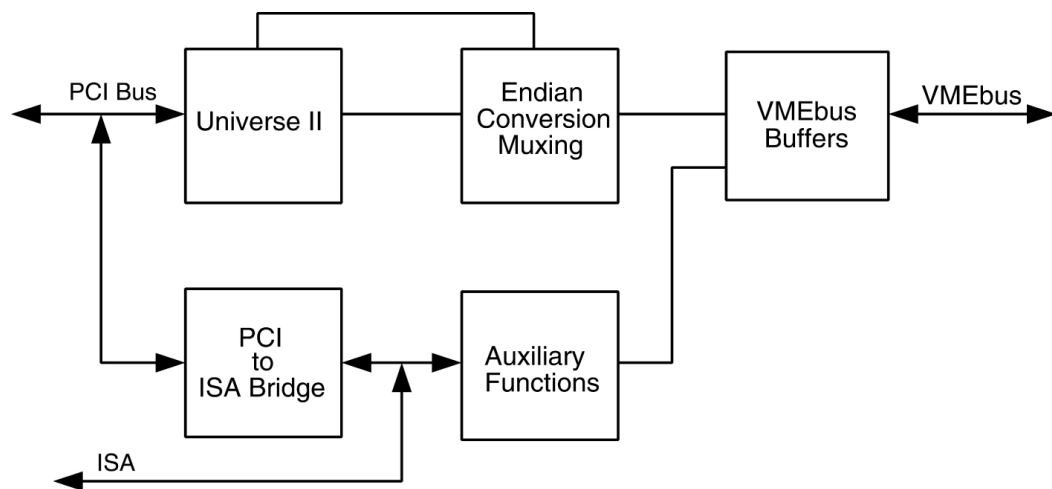 PCI Bus
Universe II
Endian
Conversion
Muxing
VMEbus
Buffers
VMEbus
PCI
to
ISA Bridge
Auxiliary
Functions
ISA